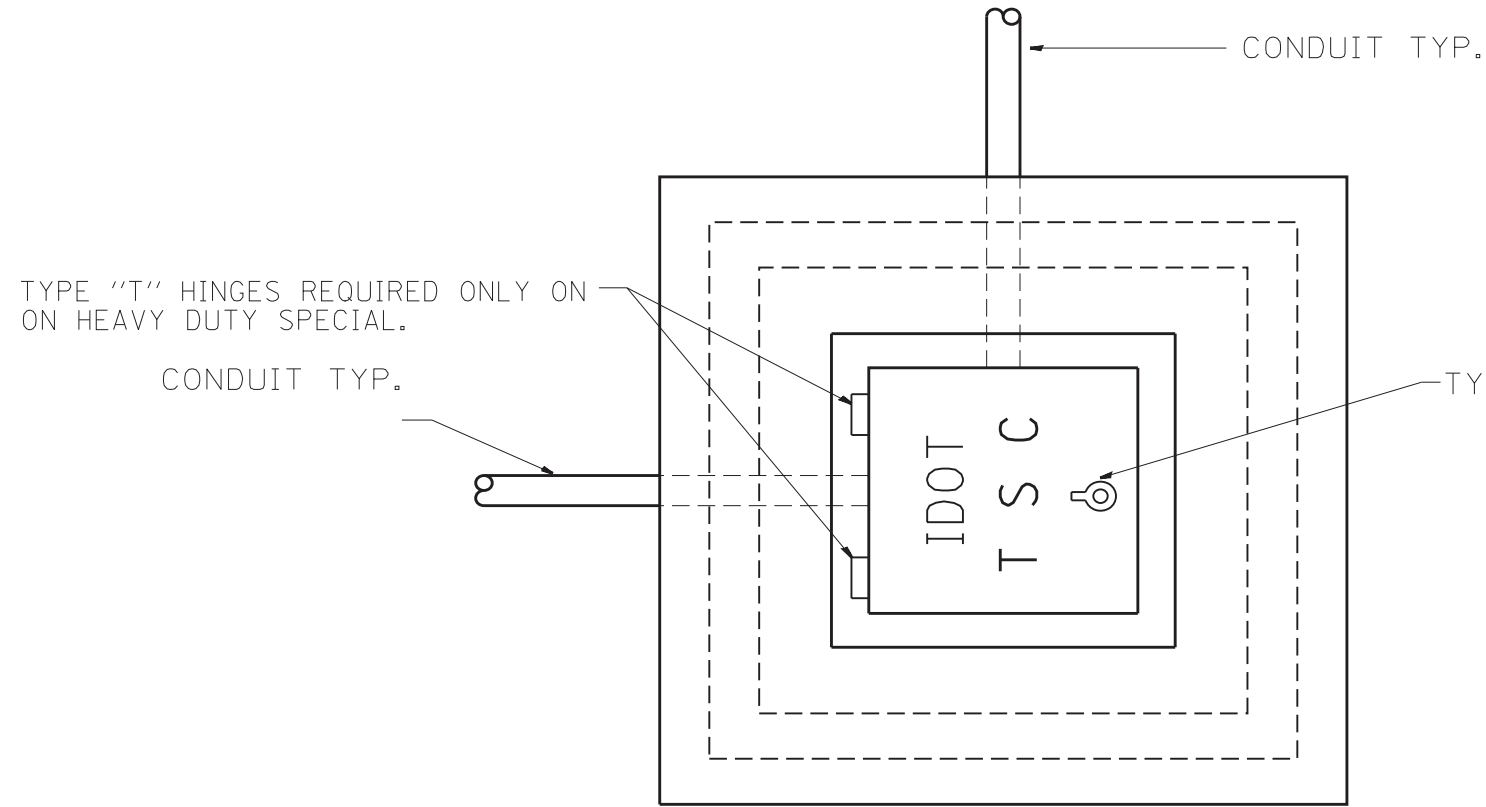 CONDUIT TYP.
TYPE "T" HINGES REQUIRED ONLY ON
ON HEAVY DUTY SPECIAL.
CONDUIT TYP.
TY
IDOT
T S C